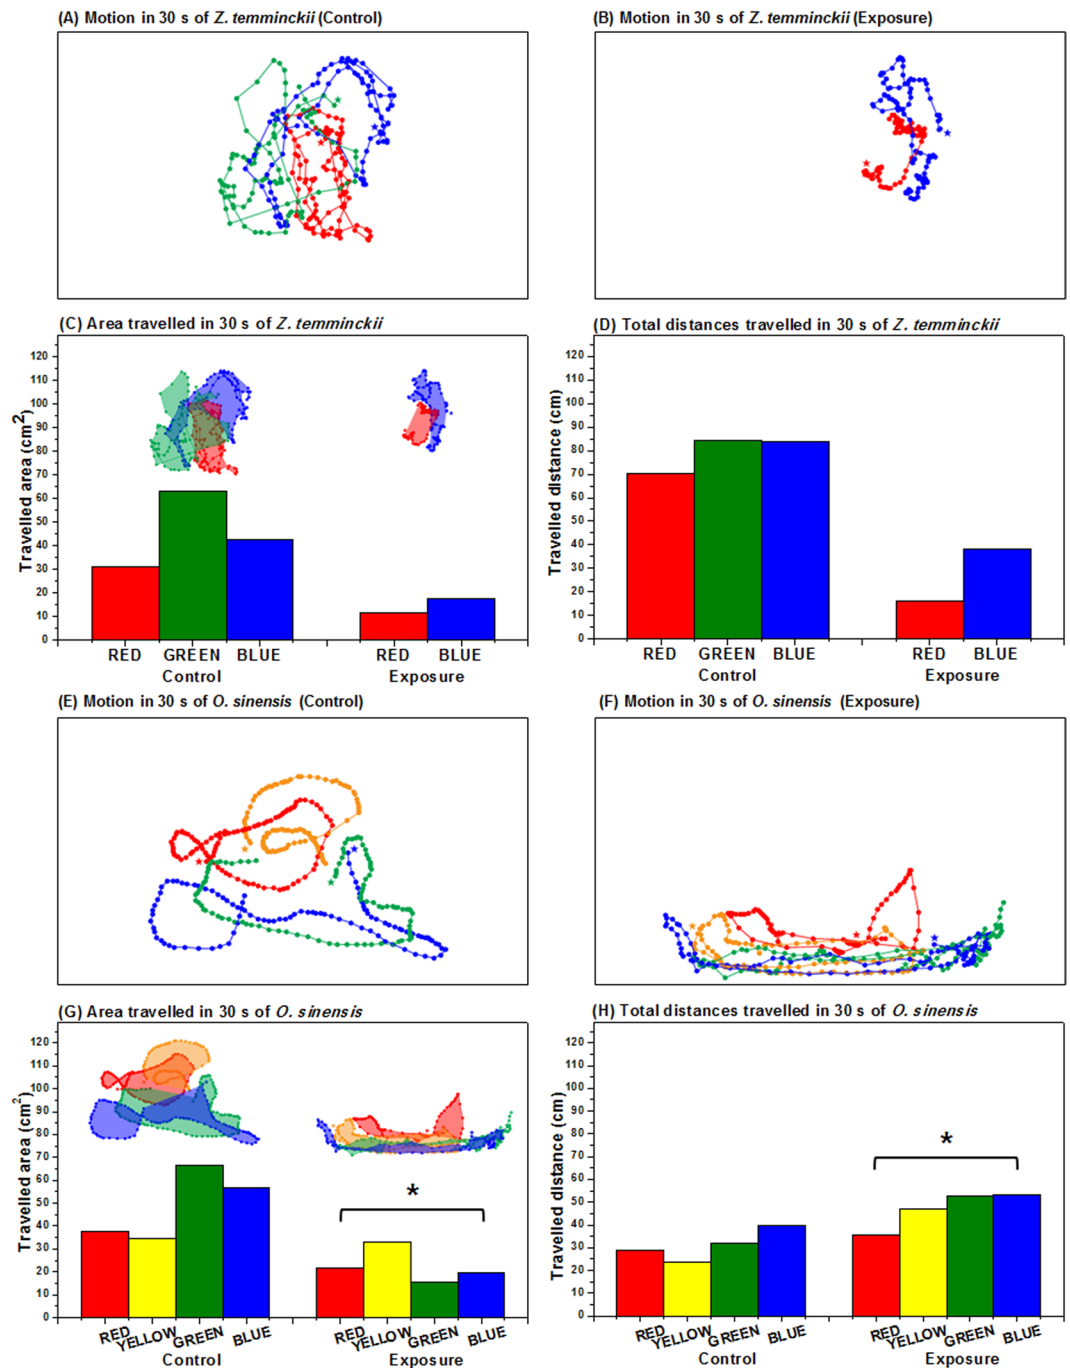 (A) Motion in 30 s of Z. temminckii (Control)
(B) Motion in 30 s of Z. temminckii (Exposure)
(C) Area travelled in 30 s of Z. temminckii
120
110
100
90
80
70
60
50
40
30
20
10
0
Travelled area (cm2)
RED GREEN BLUE RED BLUE
Control Exposure
(D) Total distances travelled in 30 s of Z. temminckii
120
110
100
90
80
70
60
50
40
30
20
10
0
Travelled distance (cm)
RED GREEN BLUE RED BLUE
Control Exposure
(E) Motion in 30 s of O. sinensis (Control)
(F) Motion in 30 s of O. sinensis (Exposure)
(G) Area travelled in 30 s of O. sinensis
120
110
100
90
80
70
60
50
40
30
20
10
0
Travelled area (cm2)
*
RED YELLOW GREEN BLUE RED YELLOW GREEN BLUE
Control Exposure
(H) Total distances travelled in 30 s of O. sinensis
120
110
100
90
80
70
60
50
40
30
20
10
0
Travelled distance (cm)
*
RED YELLOW GREEN BLUE RED YELLOW GREEN BLUE
Control Exposure